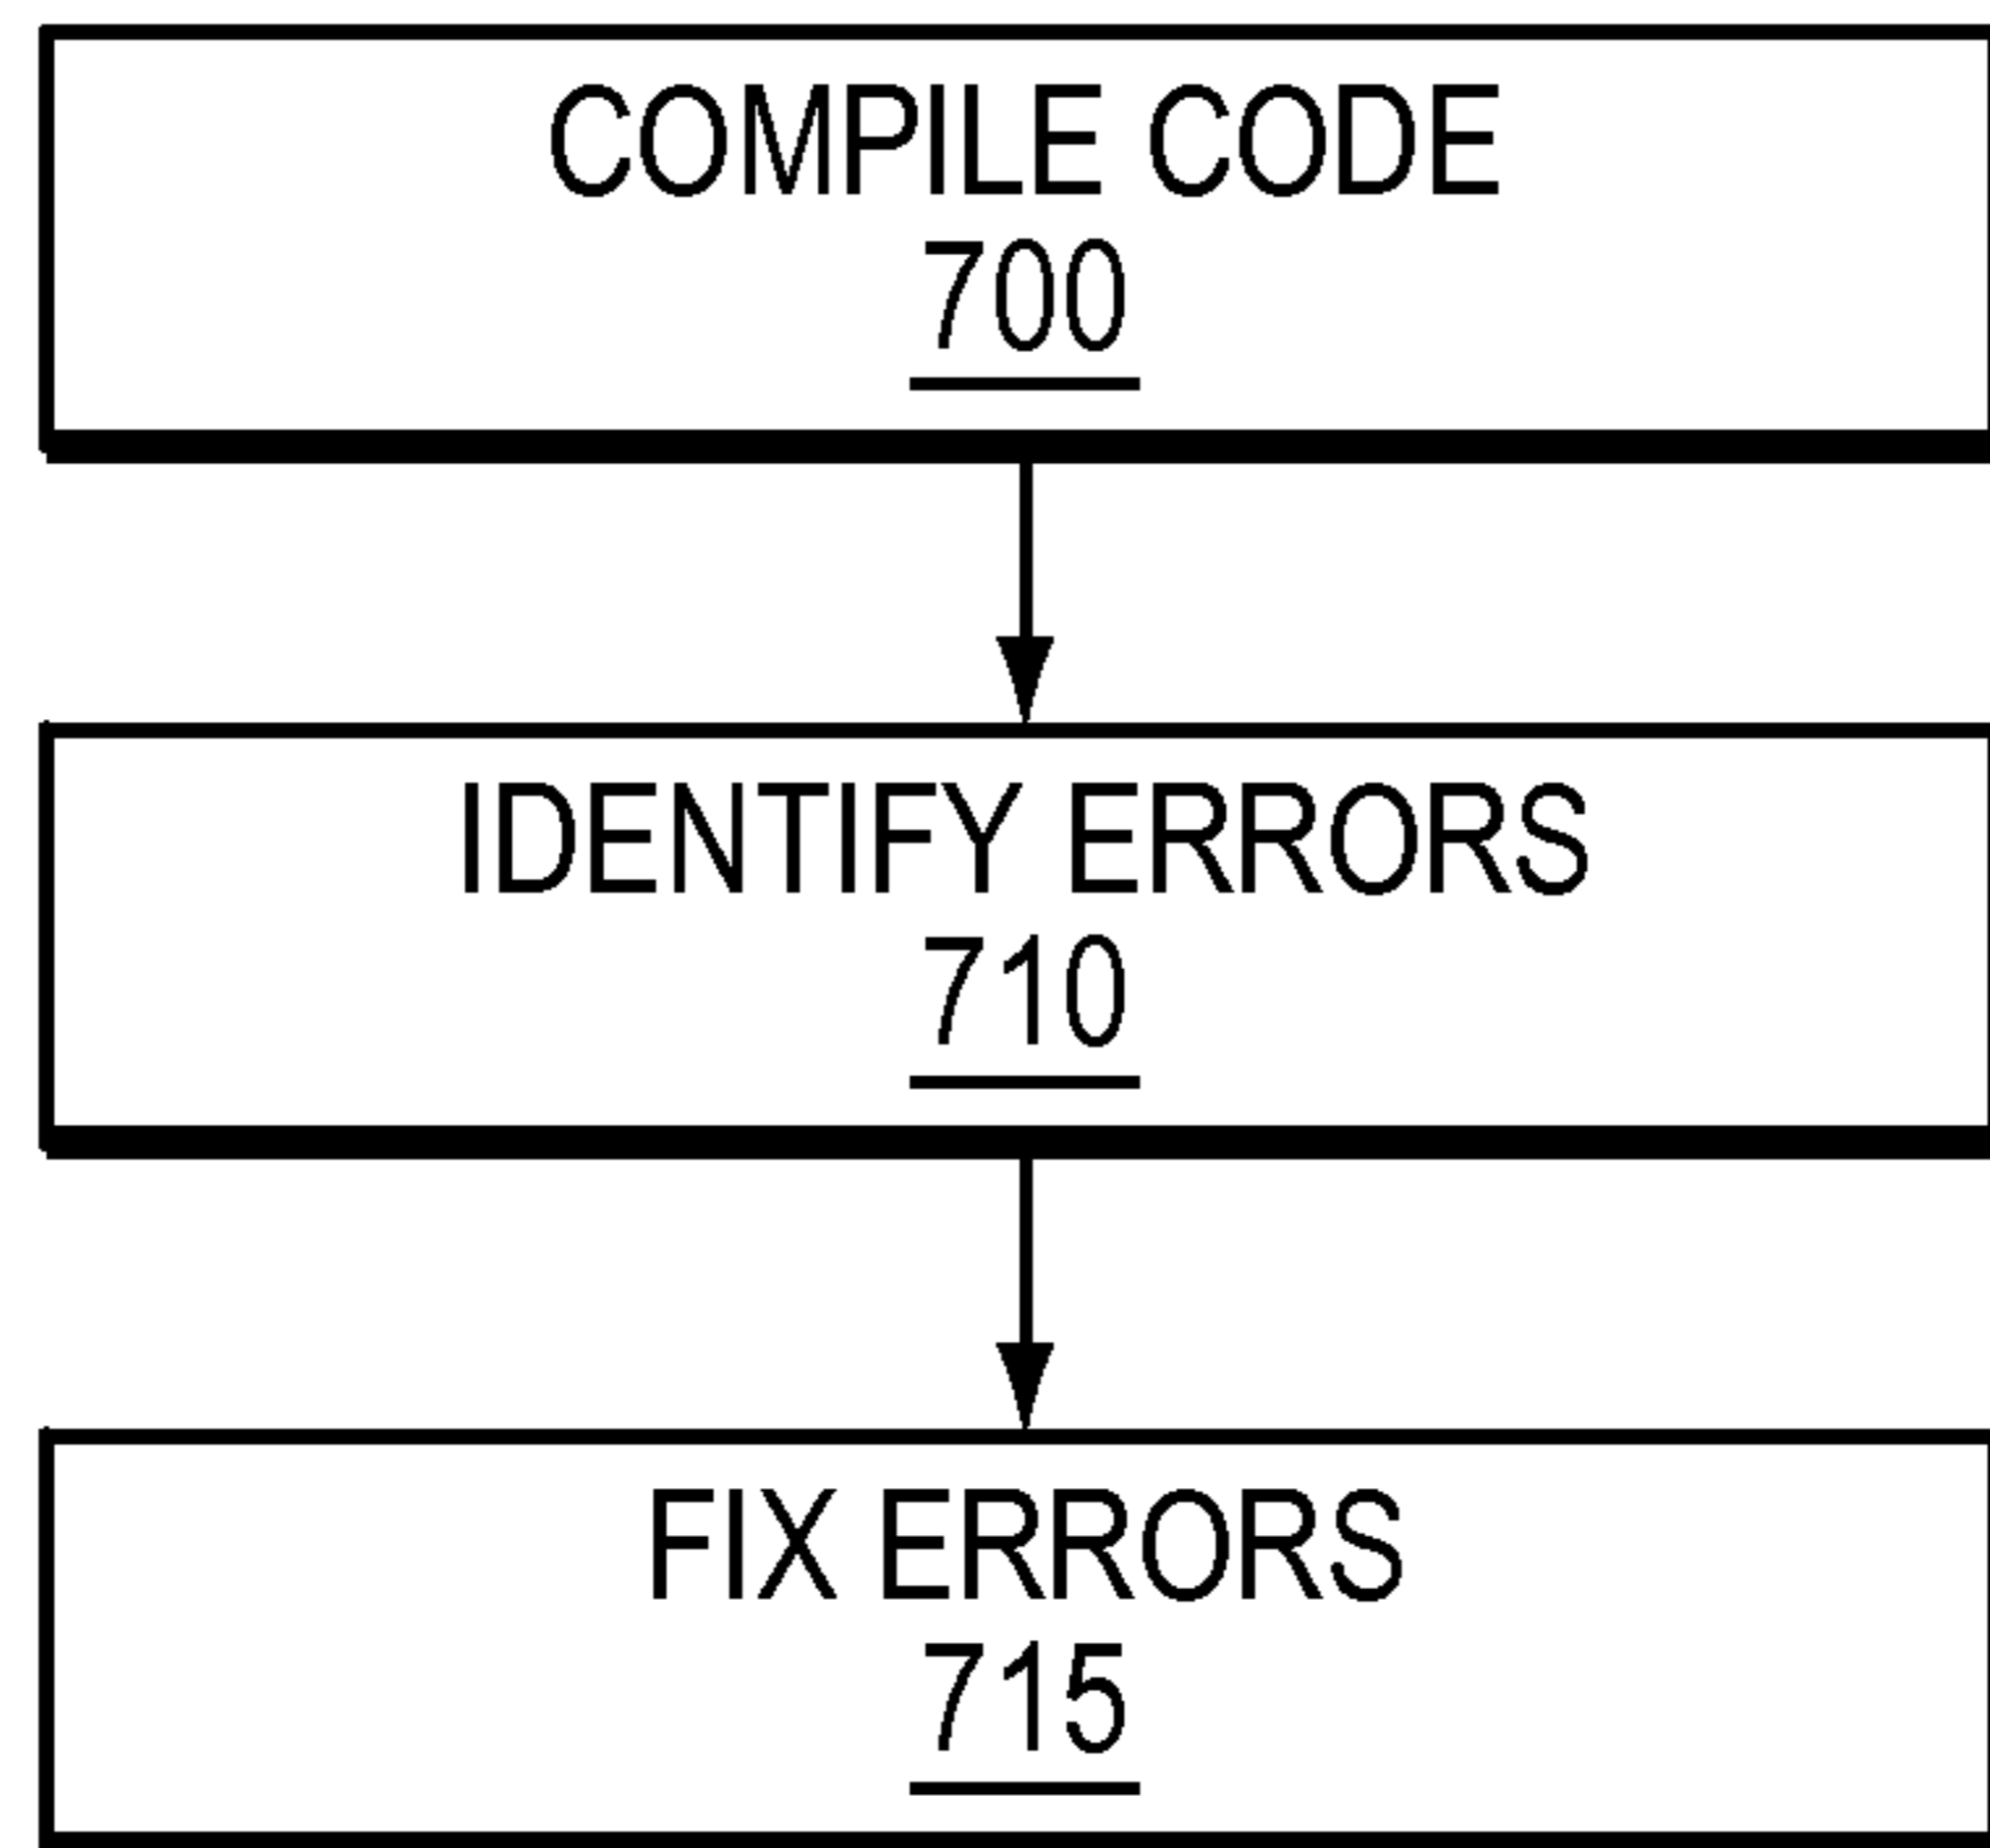 COMPILE CODE
700
IDENTIFY ERRORS
710
FIX ERRORS
715